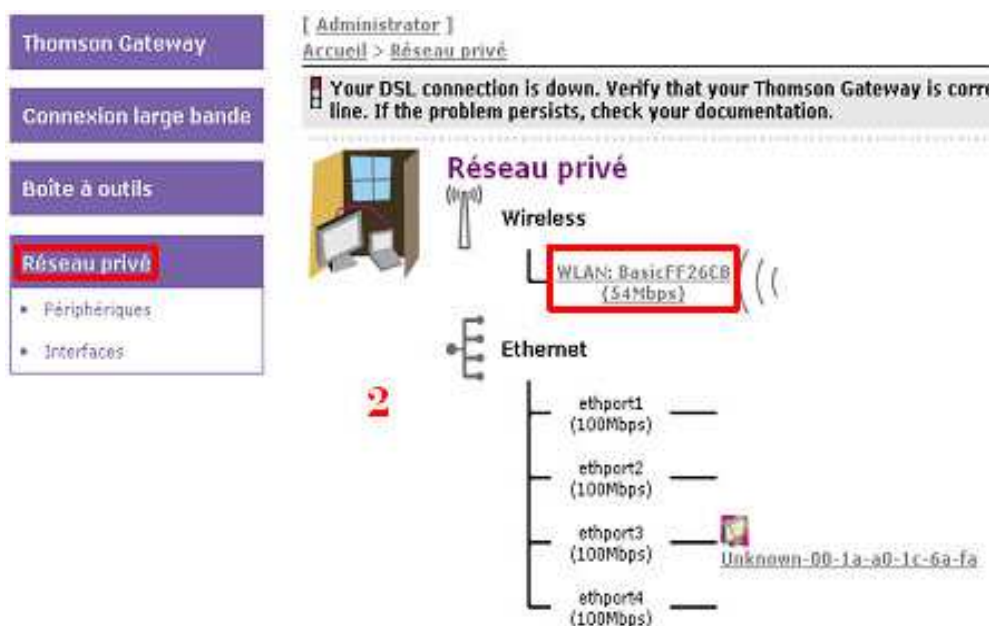 Thomson Gateway
Connexion large bande
Boîte à outils
Réseau privé
Périphériques
Interfaces
[ Administrator ]
Accueil > Réseau privé
Your DSL connection is down. Verify that your Thomson Gateway is corre
line. If the problem persists, check your documentation.
Réseau privé
Wireless
WLAN: BasicFF26CB
(54Mbps)
Ethernet
2
ethport1
(100Mbps)
ethport2
(100Mbps)
ethport3
(100Mbps)
Unknown-00-1a-a0-1c-6a-fa
ethport4
(100Mbps)